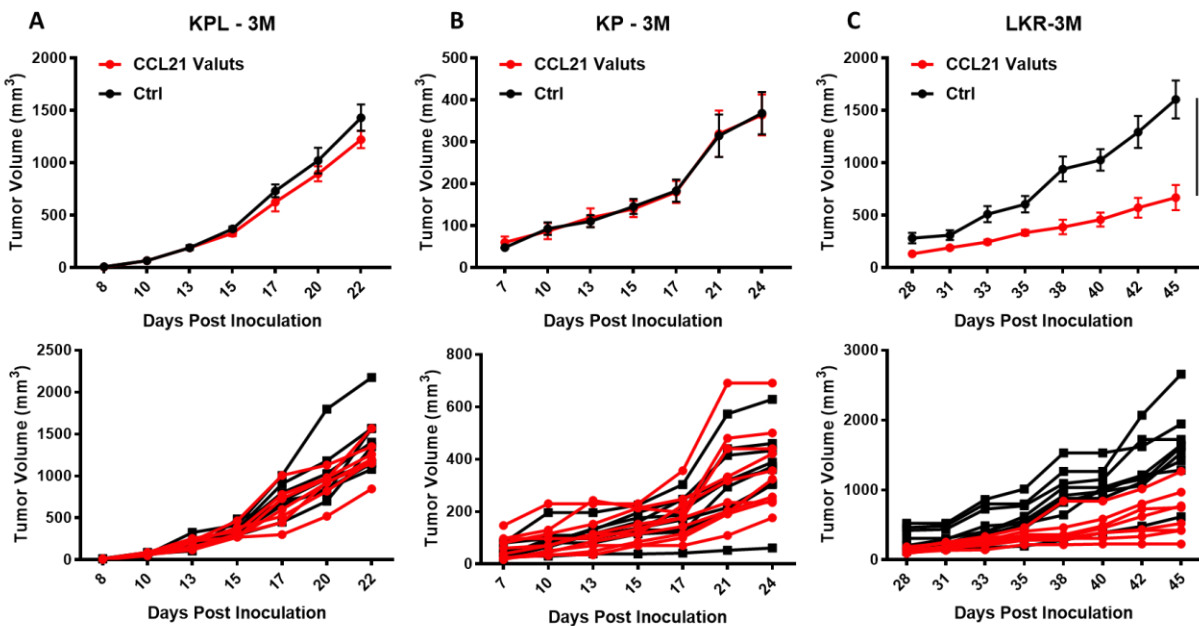 A
KPL - 3M
Tumor Volume (mm3)
2000
1500
1000
500
0
CCL21 Valuts
Ctrl
8 10 13 15 17 20 22
Days Post Inoculation
B
KP - 3M
Tumor Volume (mm3)
500
400
300
200
100
0
CCL21 Valuts
Ctrl
7 10 13 15 17 21 24
Days Post Inoculation
C
LKR-3M
Tumor Volume (mm3)
2000
1500
1000
500
0
CCL21 Valuts
Ctrl
28 31 33 35 38 40 42 45
Days Post Inoculation
Tumor Volume (mm3)
2500
2000
1500
1000
500
0
8 10 13 15 17 20 22
Days Post Inoculation
Tumor Volume (mm3)
800
600
400
200
0
7 10 13 15 17 21 24
Days Post Inoculation
Tumor Volume (mm3)
3000
2000
1000
0
28 31 33 35 38 40 42 45
Days Post Inoculation